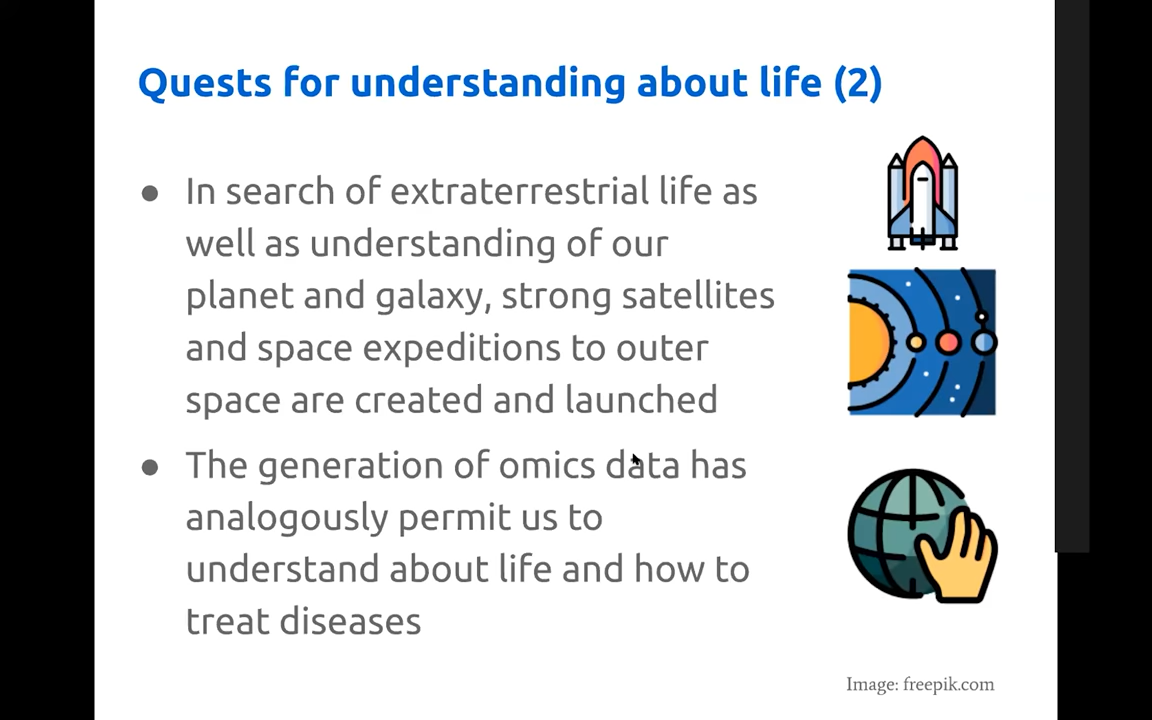 Quests for understanding about life (2)
● In search of extraterrestrial life as
well as understanding of our
planet and galaxy, strong satellites
and space expeditions to outer
space are created and launched
● The generation of omics data has
analogously permit us to
understand about life and how to
treat diseases
Image: freepik.com